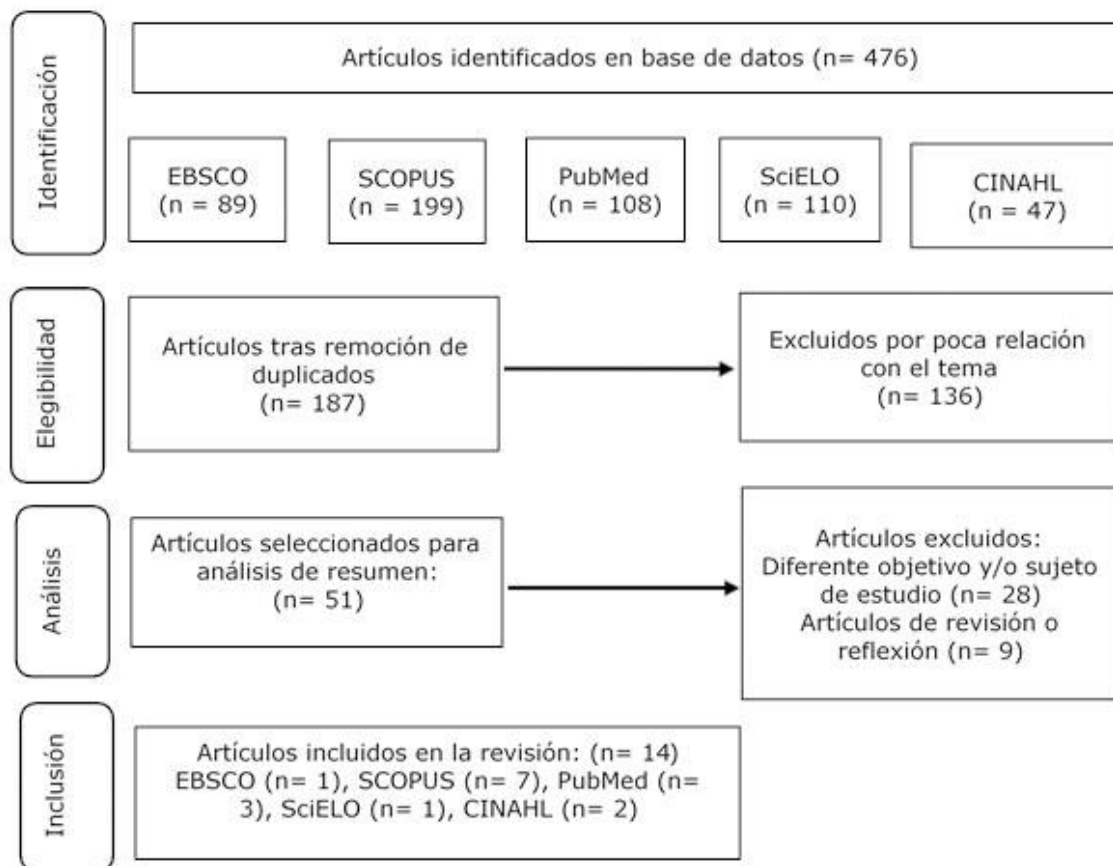 Identificación
Artículos identificados en base de datos (n= 476)
EBSCO
(n = 89)
SCOPUS
(n = 199)
PubMed
(n = 108)
SciELO
(n = 110)
CINAHL
(n = 47)
Elegibilidad
Artículos tras remoción de
duplicados
(n= 187)
Excluidos por poca relación
con el tema
(n= 136)
Análisis
Artículos seleccionados para
análisis de resumen:
(n= 51)
Artículos excluidos:
Diferente objetivo y/o sujeto
de estudio (n= 28)
Artículos de revisión o
reflexión (n= 9)
Inclusión
Artículos incluidos en la revisión: (n= 14)
EBSCO (n= 1), SCOPUS (n= 7), PubMed (n=
3), SciELO (n= 1), CINAHL (n= 2)